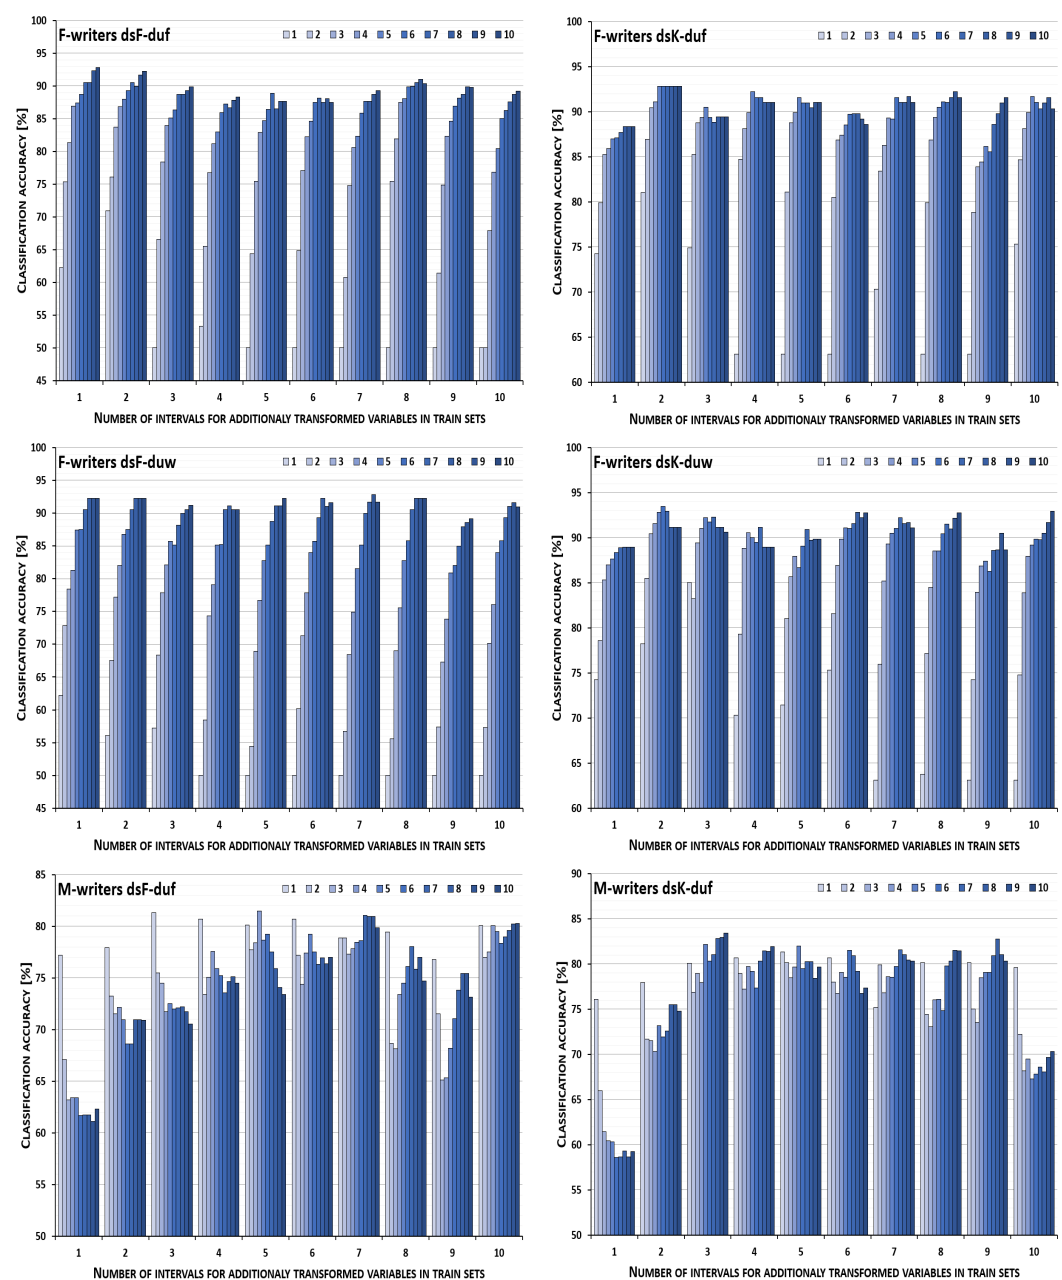 F-writers dsF-duf
1 2 3 4 5 6 7 8 9 10
CLASSIFICATION ACCURACY [%]
100
95
90
85
80
75
70
65
60
55
50
45
1 2 3 4 5 6 7 8 9 10
NUMBER OF INTERVALS FOR ADDITIONALY TRANSFORMED VARIABLES IN TRAIN SETS
F-writers dsK-duf
1 2 3 4 5 6 7 8 9 10
CLASSIFICATION ACCURACY [%]
100
95
90
85
80
75
70
65
60
1 2 3 4 5 6 7 8 9 10
NUMBER OF INTERVALS FOR ADDITIONALY TRANSFORMED VARIABLES IN TRAIN SETS
F-writers dsF-duw
1 2 3 4 5 6 7 8 9 10
CLASSIFICATION ACCURACY [%]
100
95
90
85
80
75
70
65
60
55
50
45
1 2 3 4 5 6 7 8 9 10
NUMBER OF INTERVALS FOR ADDITIONALY TRANSFORMED VARIABLES IN TRAIN SETS
F-writers dsK-duw
1 2 3 4 5 6 7 8 9 10
CLASSIFICATION ACCURACY [%]
100
95
90
85
80
75
70
65
60
1 2 3 4 5 6 7 8 9 10
NUMBER OF INTERVALS FOR ADDITIONALY TRANSFORMED VARIABLES IN TRAIN SETS
M-writers dsF-duf
1 2 3 4 5 6 7 8 9 10
CLASSIFICATION ACCURACY [%]
85
80
75
70
65
60
55
50
1 2 3 4 5 6 7 8 9 10
NUMBER OF INTERVALS FOR ADDITIONALY TRANSFORMED VARIABLES IN TRAIN SETS
M-writers dsK-duf
1 2 3 4 5 6 7 8 9 10
CLASSIFICATION ACCURACY [%]
90
85
80
75
70
65
60
55
50
1 2 3 4 5 6 7 8 9 10
NUMBER OF INTERVALS FOR ADDITIONALY TRANSFORMED VARIABLES IN TRAIN SETS